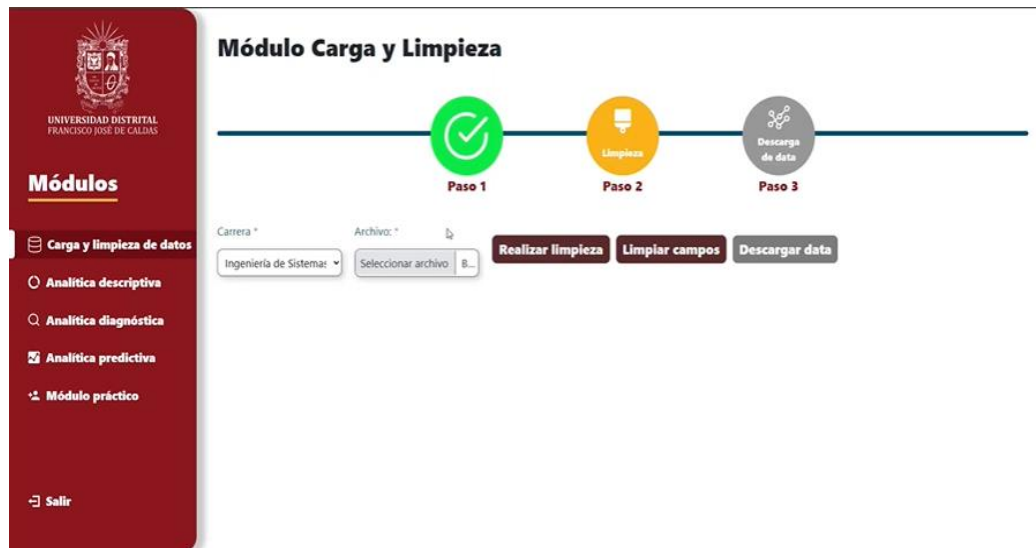 UNIVERSIDAD DISTRITAL
FRANCISCO JOSÉ DE CALDAS
Módulos
Carga y limpieza de datos
Analítica descriptiva
Analítica diagnóstica
Analítica predictiva
Módulo práctico
Salir
Módulo Carga y Limpieza
Limpieza
Descarga
de data
Paso 1
Paso 2
Paso 3
Carrera *
Archivo: *
Ingeniería de Sistemas
Seleccionar archivo
B...
Realizar limpieza
Limpiar campos
Descargar data